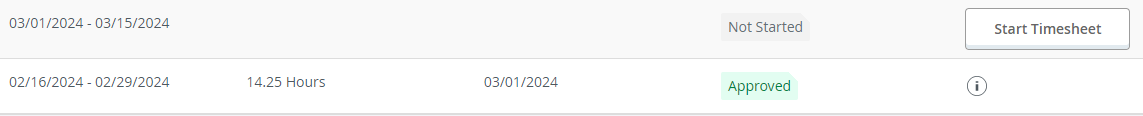 03/01/2024 - 03/15/2024 Not Started Start Timesheet
02/16/2024 - 02/29/2024 14.25 Hours 03/01/2024 Approved i